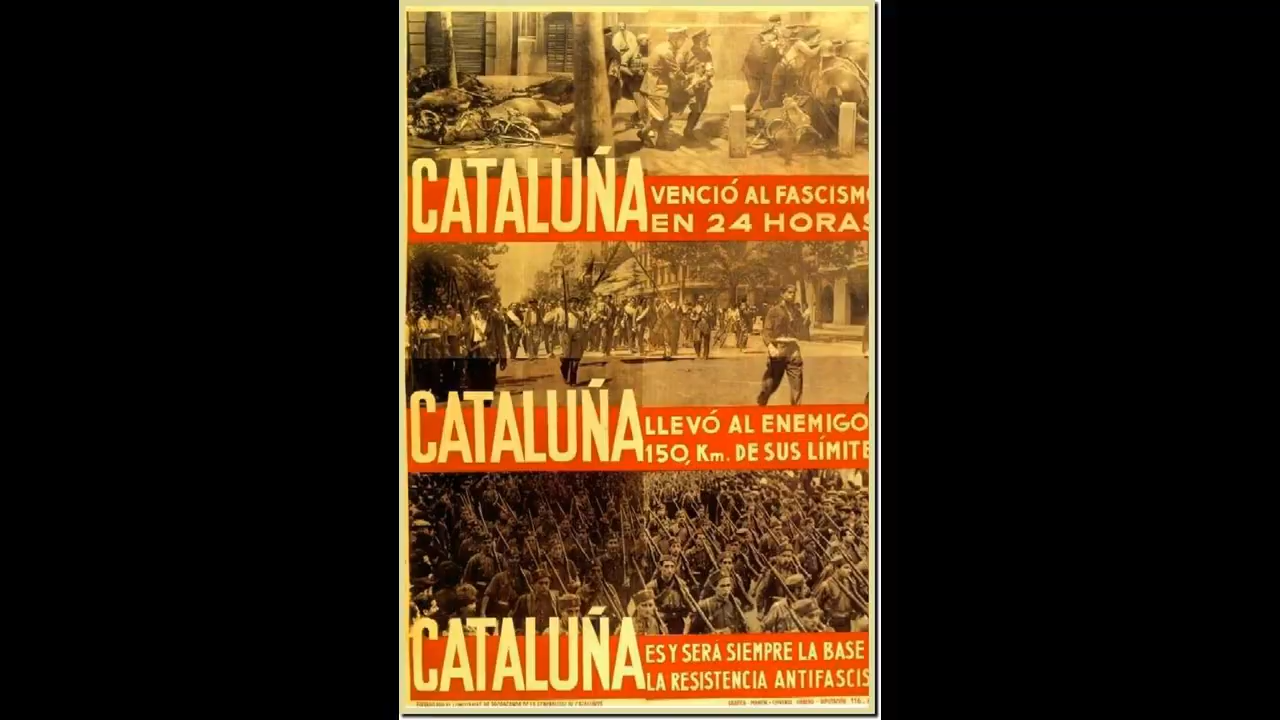 CATALUÑA VENCIÓ AL FASCISMO
EN 24 HORAS
CATALUÑA LLEVÓ AL ENEMIGO
150, Km. DE SUS LÍMITE
CATALUÑA ES Y SERÁ SIEMPRE LA BASE
LA RESISTENCIA ANTIFASCIS